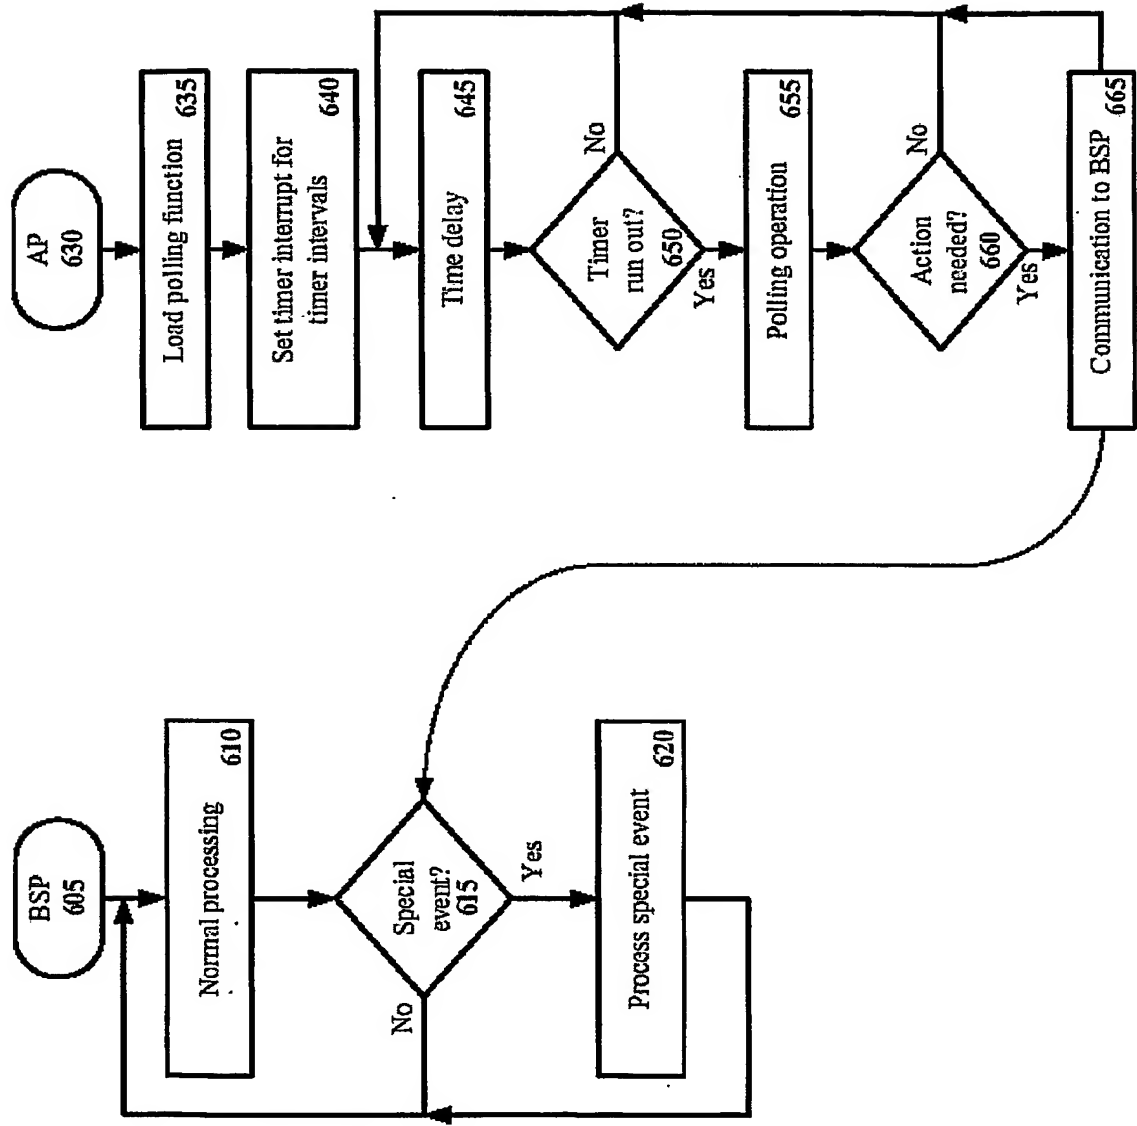 BSP
605
Normal processing
610
Special
event?
615
No
Yes
Process special event
620
AP
630
Load polling function
635
Set timer interrupt for
timer intervals
640
Time delay
645
Timer
run out?
650
No
Yes
Polling operation
655
Action
needed?
660
No
Yes
Communication to BSP
665